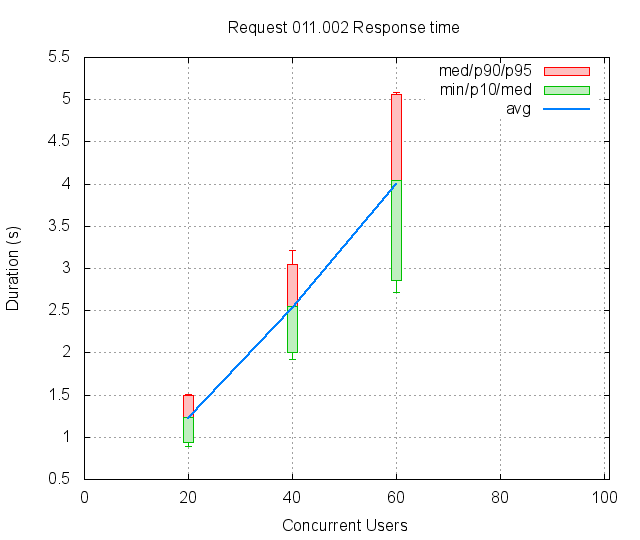 Request 011.002 Response time
med/p90/p95
min/p10/med
avg
5.5
5
4.5
4
3.5
3
2.5
2
1.5
1
0.5
Duration (s)
0 20 40 60 80 100
Concurrent Users